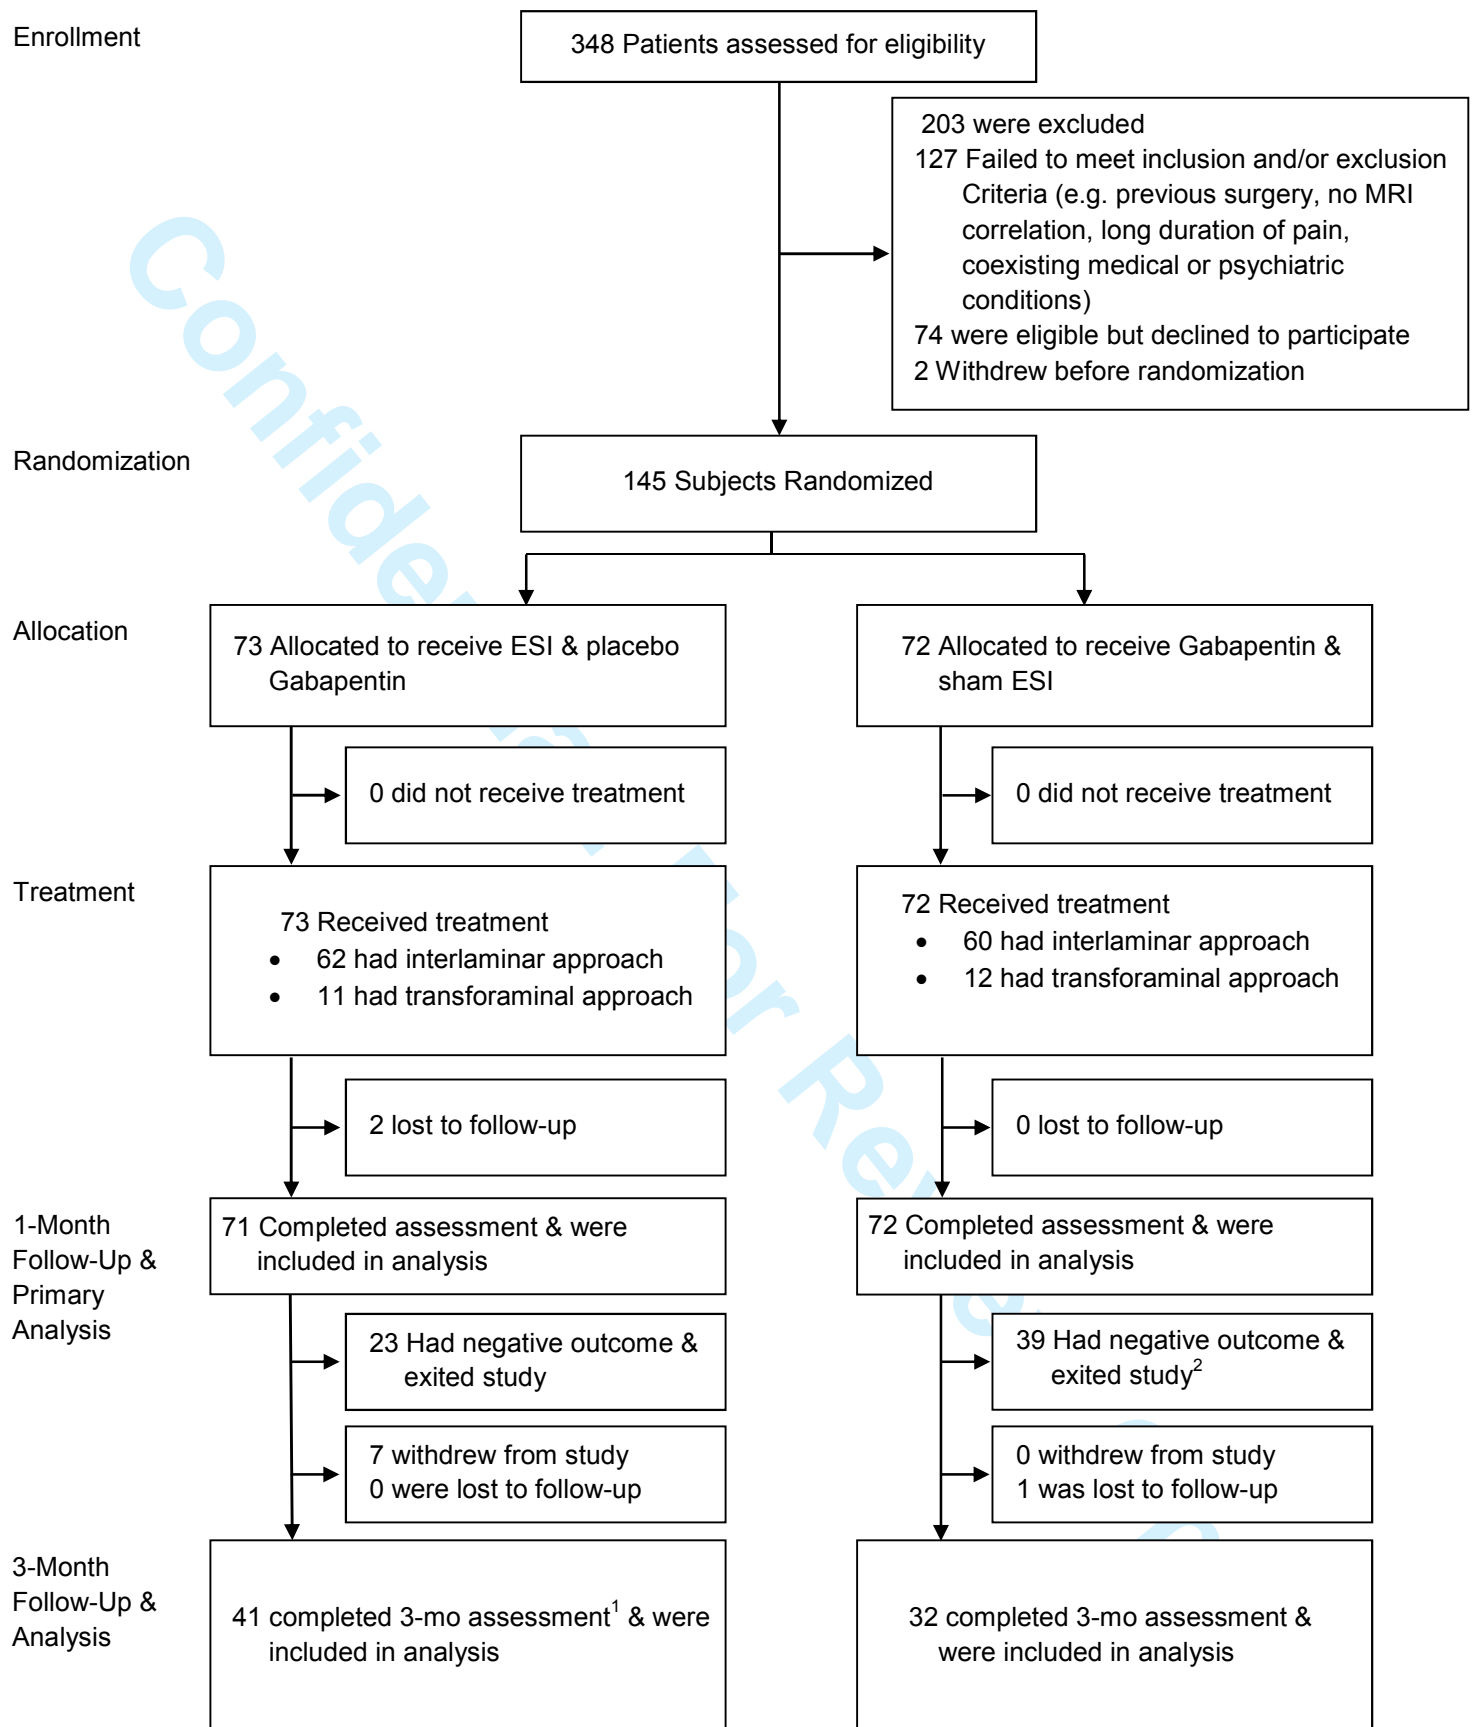 Enrollment
348 Patients assessed for eligibility
203 were excluded
127 Failed to meet inclusion and/or exclusion
Criteria (e.g. previous surgery, no MRI
correlation, long duration of pain,
coexisting medical or psychiatric
conditions)
74 were eligible but declined to participate
2 Withdrew before randomization
Randomization
145 Subjects Randomized
Allocation
73 Allocated to receive ESI & placebo
Gabapentin
72 Allocated to receive Gabapentin &
sham ESI
0 did not receive treatment
0 did not receive treatment
Treatment
73 Received treatment
• 62 had interlaminar approach
• 11 had transforaminal approach
72 Received treatment
• 60 had interlaminar approach
• 12 had transforaminal approach
2 lost to follow-up
0 lost to follow-up
1-Month
Follow-Up &
Primary
Analysis
71 Completed assessment & were
included in analysis
72 Completed assessment & were
included in analysis
23 Had negative outcome &
exited study
39 Had negative outcome &
exited study2
7 withdrew from study
0 were lost to follow-up
0 withdrew from study
1 was lost to follow-up
3-Month
Follow-Up &
Analysis
41 completed 3-mo assessment1 & were
included in analysis
32 completed 3-mo assessment &
were included in analysis